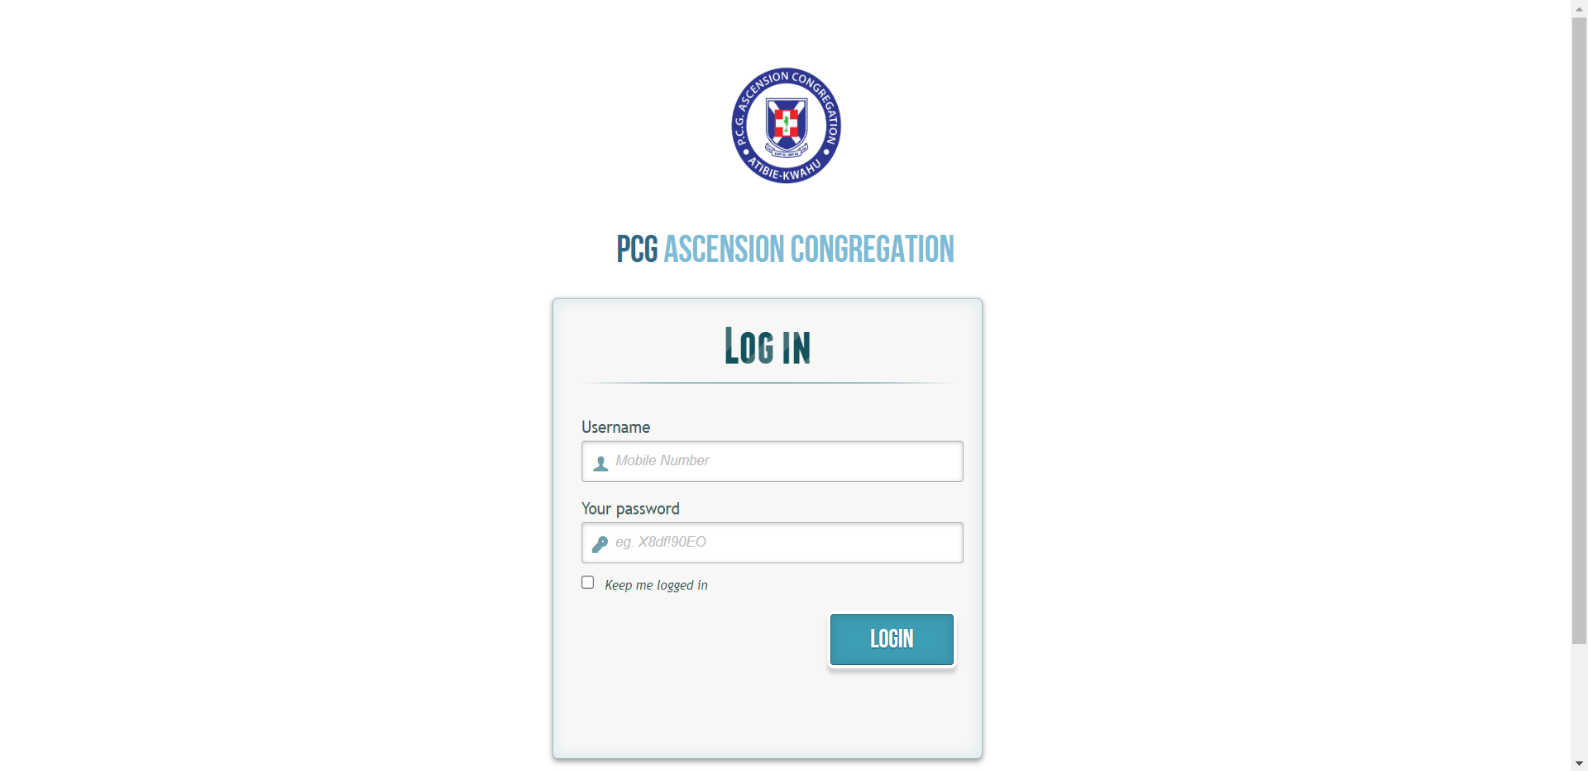 P.C.G. ASCENSION CONGREGATION
ATIBIE-KWAHU
PCG ASCENSION CONGREGATION
LOG IN
Username
Mobile Number
Your password
eg. X8df!90EO
Keep me logged in
LOGIN